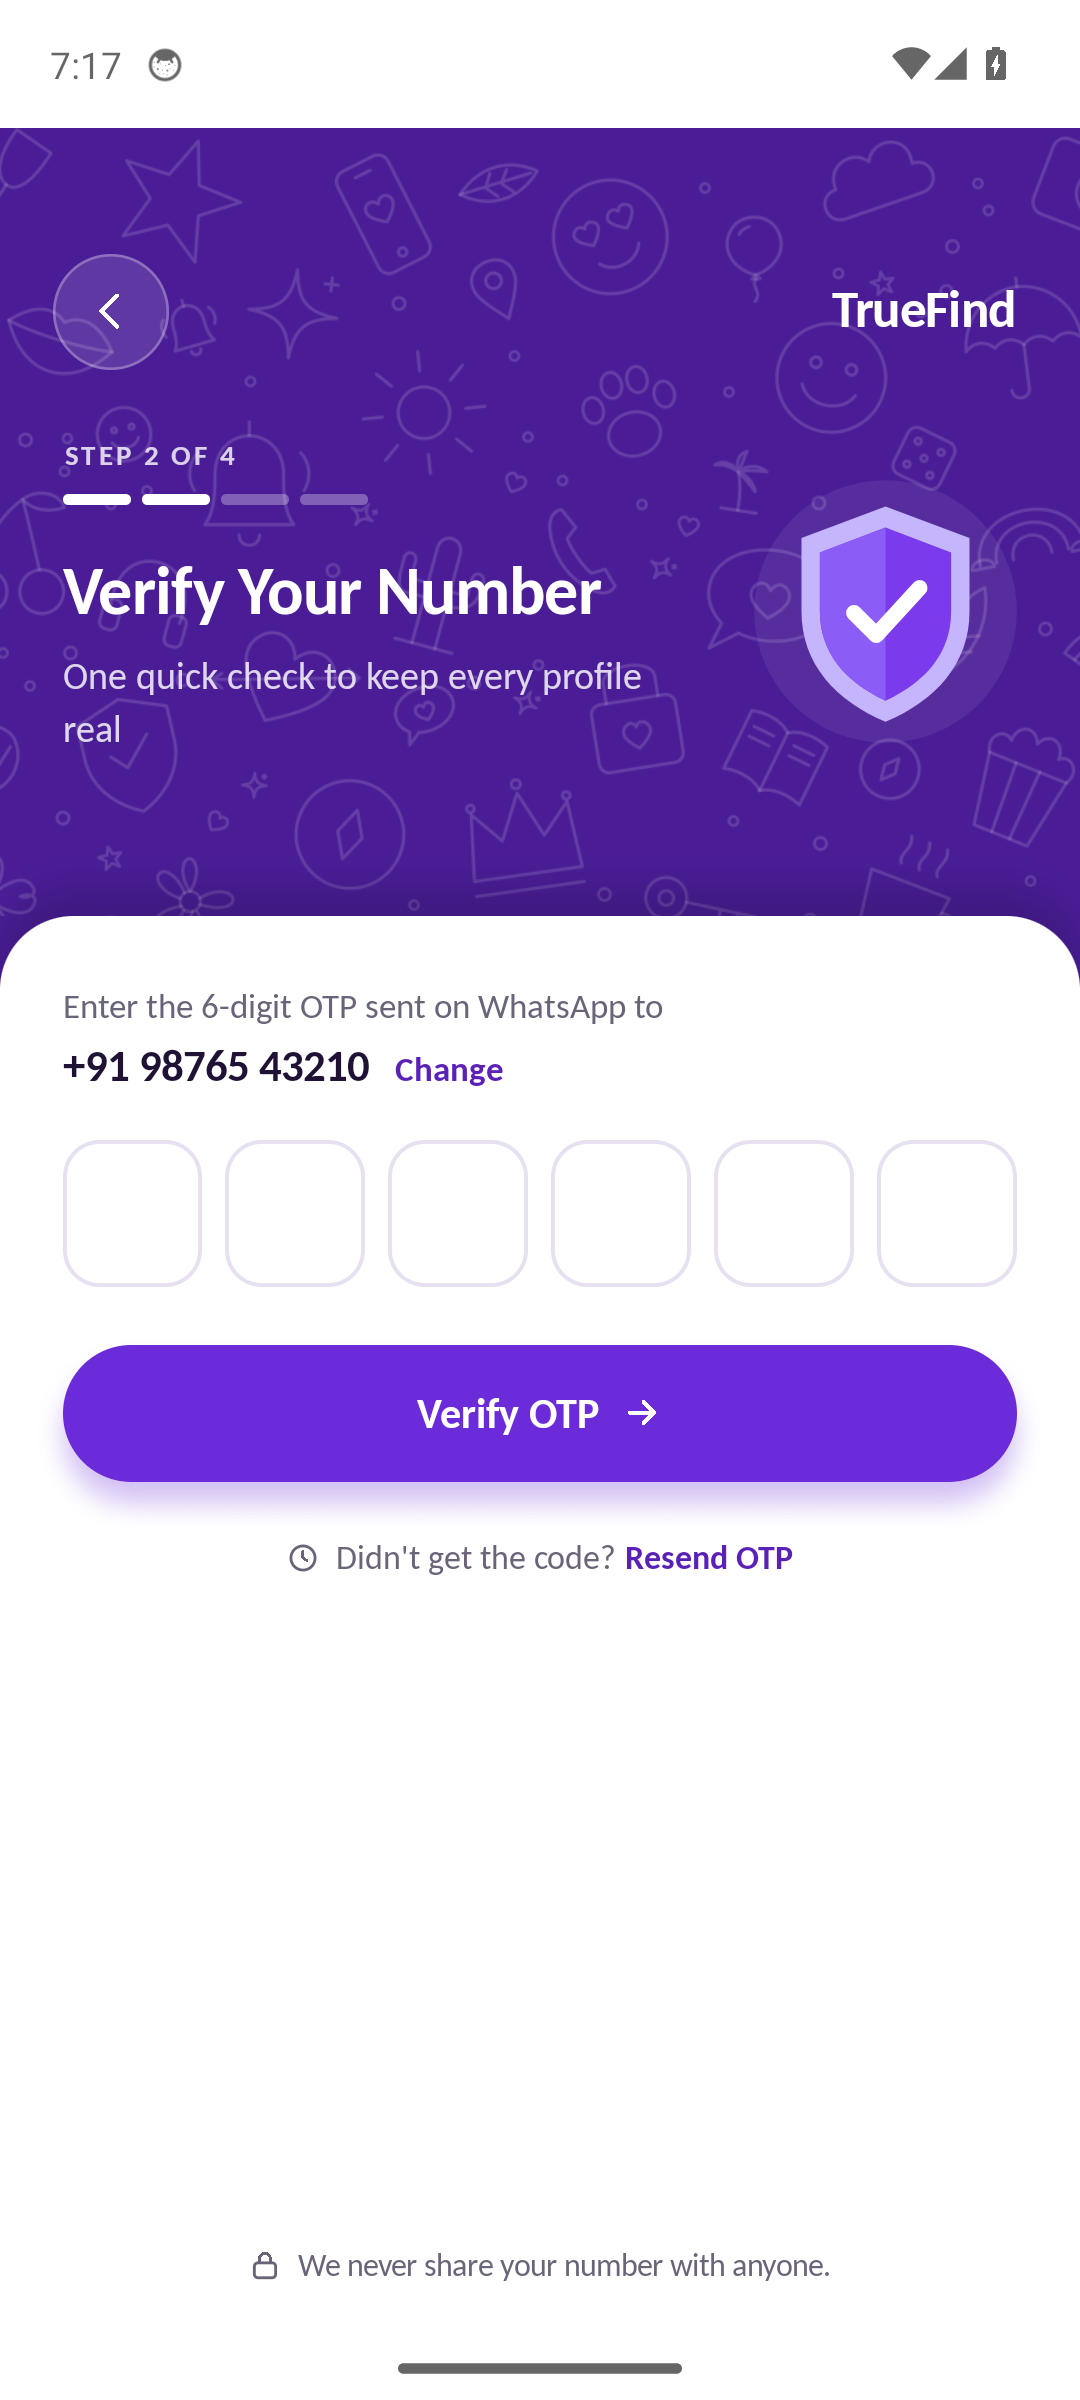 7:17
TrueFind
STEP 2 OF 4
Verify Your Number
One quick check to keep every profile
real
Enter the 6-digit OTP sent on WhatsApp to
+91 98765 43210 Change
Verify OTP →
Didn't get the code? Resend OTP
We never share your number with anyone.